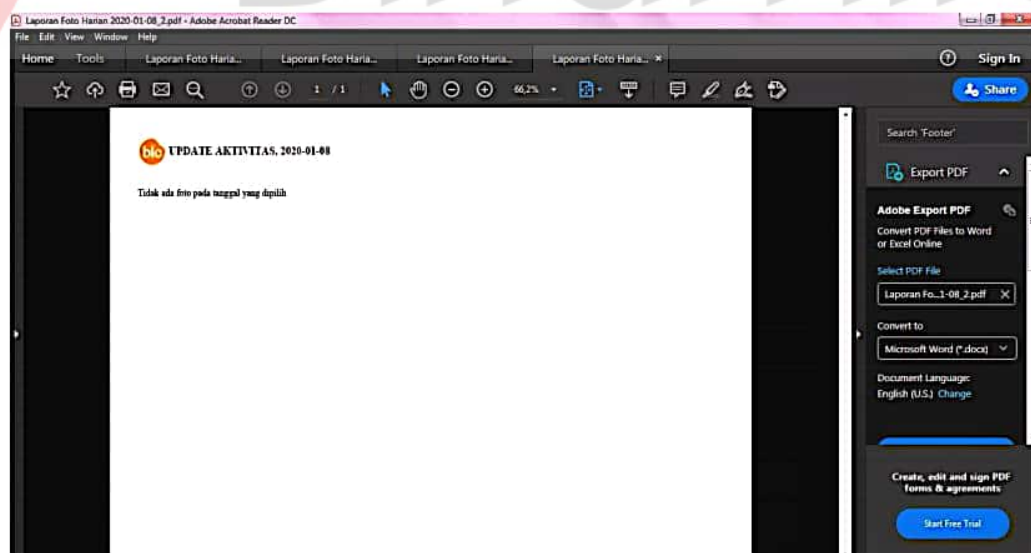 Laporan Foto Harian 2020-01-08_2.pdf - Adobe Acrobat Reader DC
File Edit View Window Help
Home Tools Laporan Foto Haria... Laporan Foto Haria... Laporan Foto Haria... Laporan Foto Haria... × Sign In
1 / 1 66,2% Share
blo UPDATE AKTIVITAS, 2020-01-08
Tidak ada foto pada tanggal yang dipilih
Search 'Footer'
Export PDF
Adobe Export PDF
Convert PDF Files to Word
or Excel Online
Select PDF File
Laporan Fo...1-08_2.pdf X
Convert to
Microsoft Word (*.docx)
Document Language:
English (U.S.) Change
Create, edit and sign PDF
forms & agreements
Start Free Trial